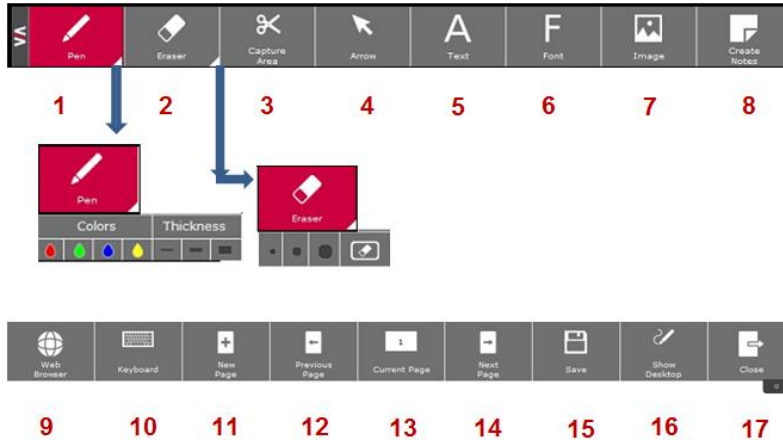 Pen
Eraser
Capture
Area
Arrow
A
Text
F
Font
Image
Create
Notes
1 2 3 4 5 6 7 8
Pen
Colors Thickness
Eraser
Web
Browser
Keyboard
New
Page
Previous
Page
1
Current Page
Next
Page
Save
Show
Desktop
Close
9 10 11 12 13 14 15 16 17